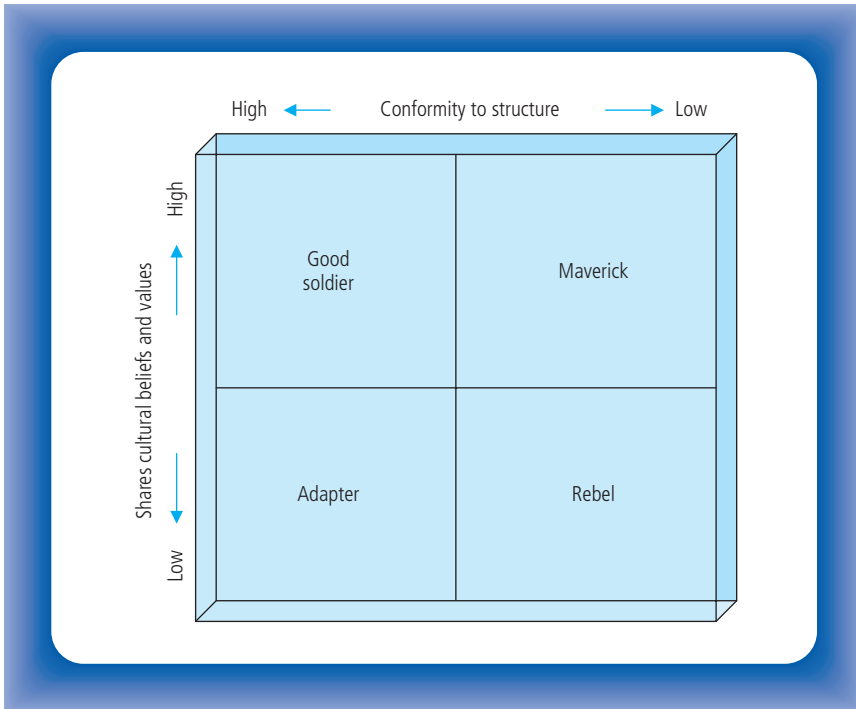 High Conformity to structure Low
High
Shares cultural beliefs and values
Low
Good
soldier
Maverick
Adapter
Rebel